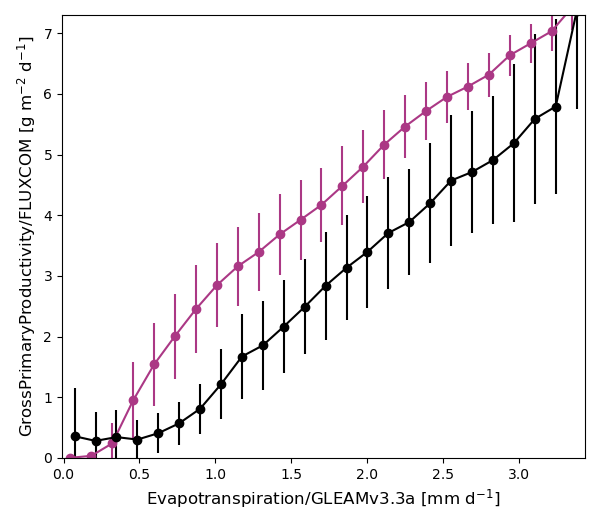 GrossPrimaryProductivity/FLUXCOM [g m⁻² d⁻¹]
7
6
5
4
3
2
1
0
0.0 0.5 1.0 1.5 2.0 2.5 3.0
Evapotranspiration/GLEAMv3.3a [mm d⁻¹]